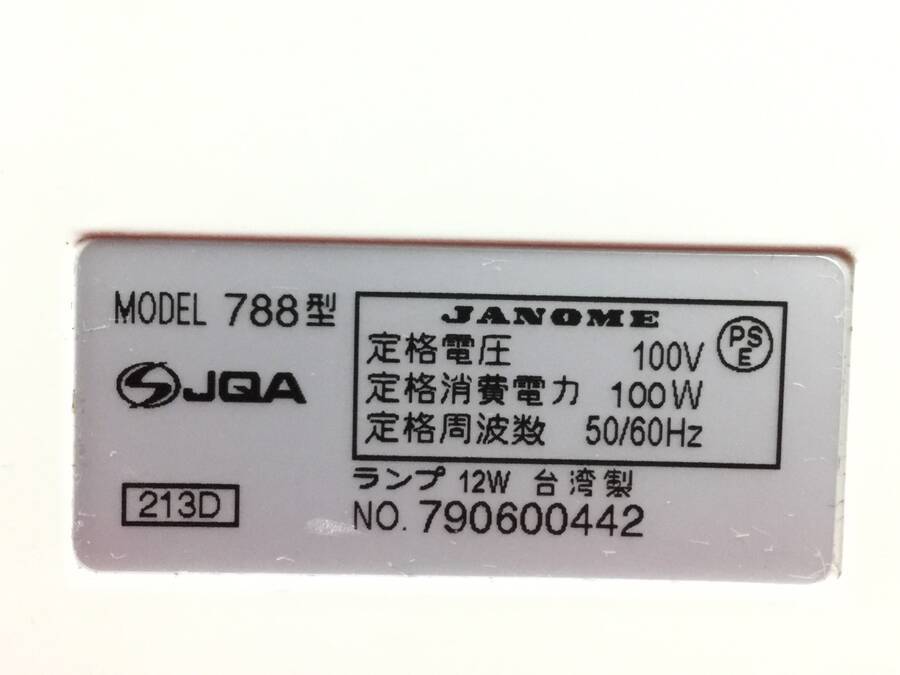 MODEL 788型
JQA
213D
JANOME
定格電圧 100V
PS
E
定格消費電力 100W
定格周波数 50/60Hz
ランプ 12W 台湾製
NO. 790600442